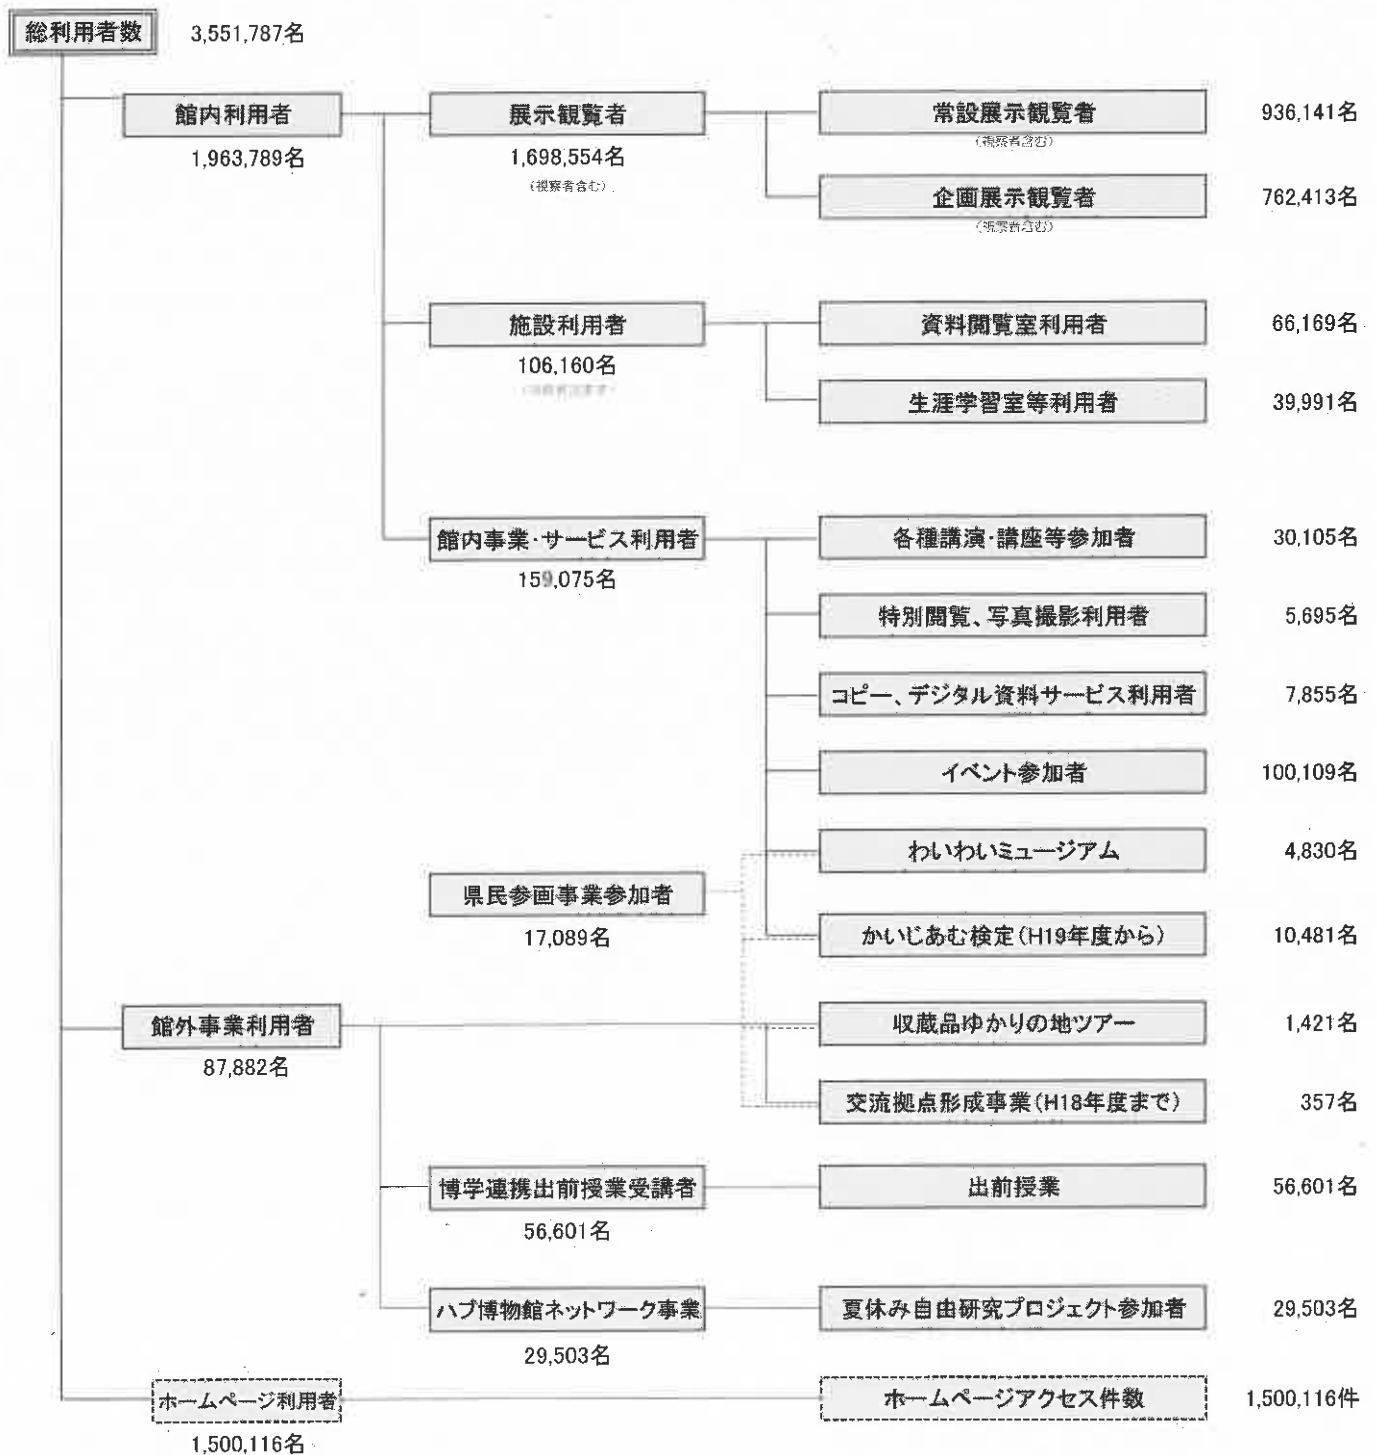 総利用者数 3,551,787名
館内利用者 展示観覧者 常設展示観覧者 936,141名
(視察者含む)
1,963,789名 1,698,554名
(視察者含む)
企画展示観覧者 762,413名
(視察者含む)
施設利用者 資料閲覧室利用者 66,169名
106,160名
生涯学習室等利用者 39,991名
館内事業・サービス利用者 各種講演・講座等参加者 30,105名
159,075名
特別閲覧、写真撮影利用者 5,695名
コピー、デジタル資料サービス利用者 7,855名
イベント参加者 100,109名
わいわいミュージアム 4,830名
県民参画事業参加者
17,089名
かいじあむ検定(H19年度から) 10,481名
館外事業利用者 収蔵品ゆかりの地ツアー 1,421名
87,882名
交流拠点形成事業(H18年度まで) 357名
博学連携出前授業受講者 出前授業 56,601名
56,601名
ハブ博物館ネットワーク事業 夏休み自由研究プロジェクト参加者 29,503名
29,503名
ホームページ利用者 ホームページアクセス件数 1,500,116件
1,500,116名